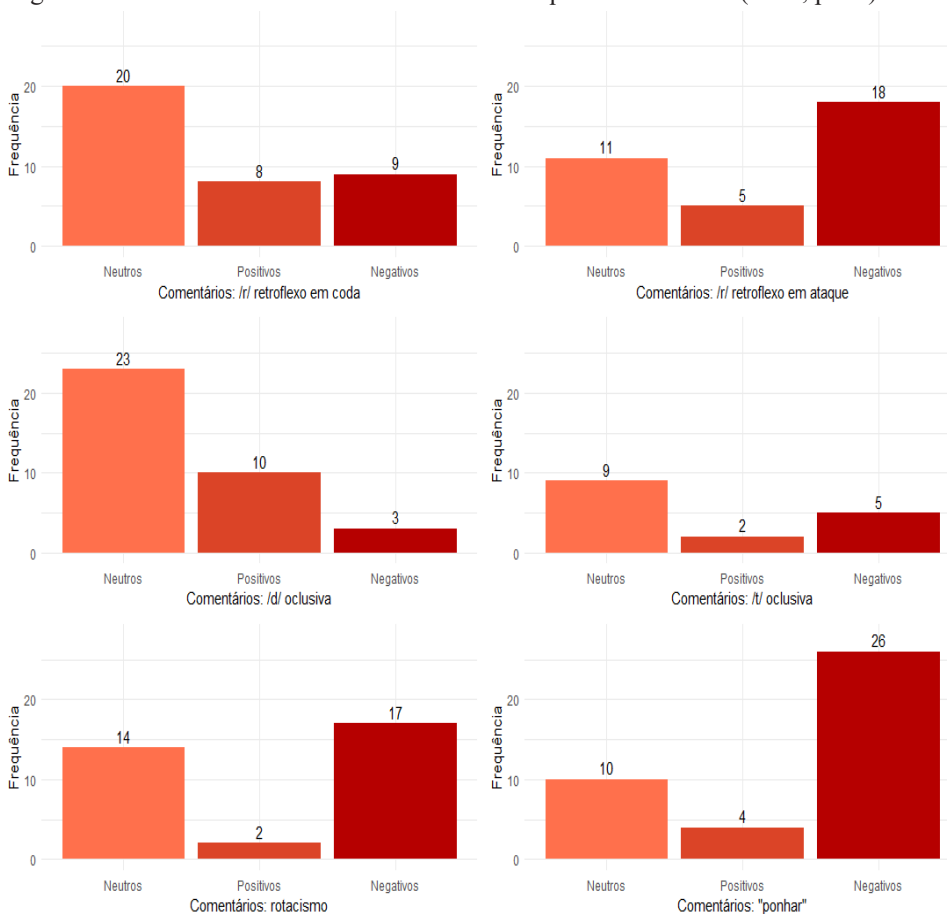 20
8
9
Frequência
20
10
0
Neutros
Positivos
Negativos
Comentários: /r/ retroflexo em coda
11
5
18
Frequência
20
10
0
Neutros
Positivos
Negativos
Comentários: /r/ retroflexo em ataque
23
10
3
Frequência
20
10
0
Neutros
Positivos
Negativos
Comentários: /d/ oclusiva
9
2
5
Frequência
20
10
0
Neutros
Positivos
Negativos
Comentários: /t/ oclusiva
14
2
17
Frequência
20
10
0
Neutros
Positivos
Negativos
Comentários: rotacismo
10
4
26
Frequência
20
10
0
Neutros
Positivos
Negativos
Comentários: "ponhar"